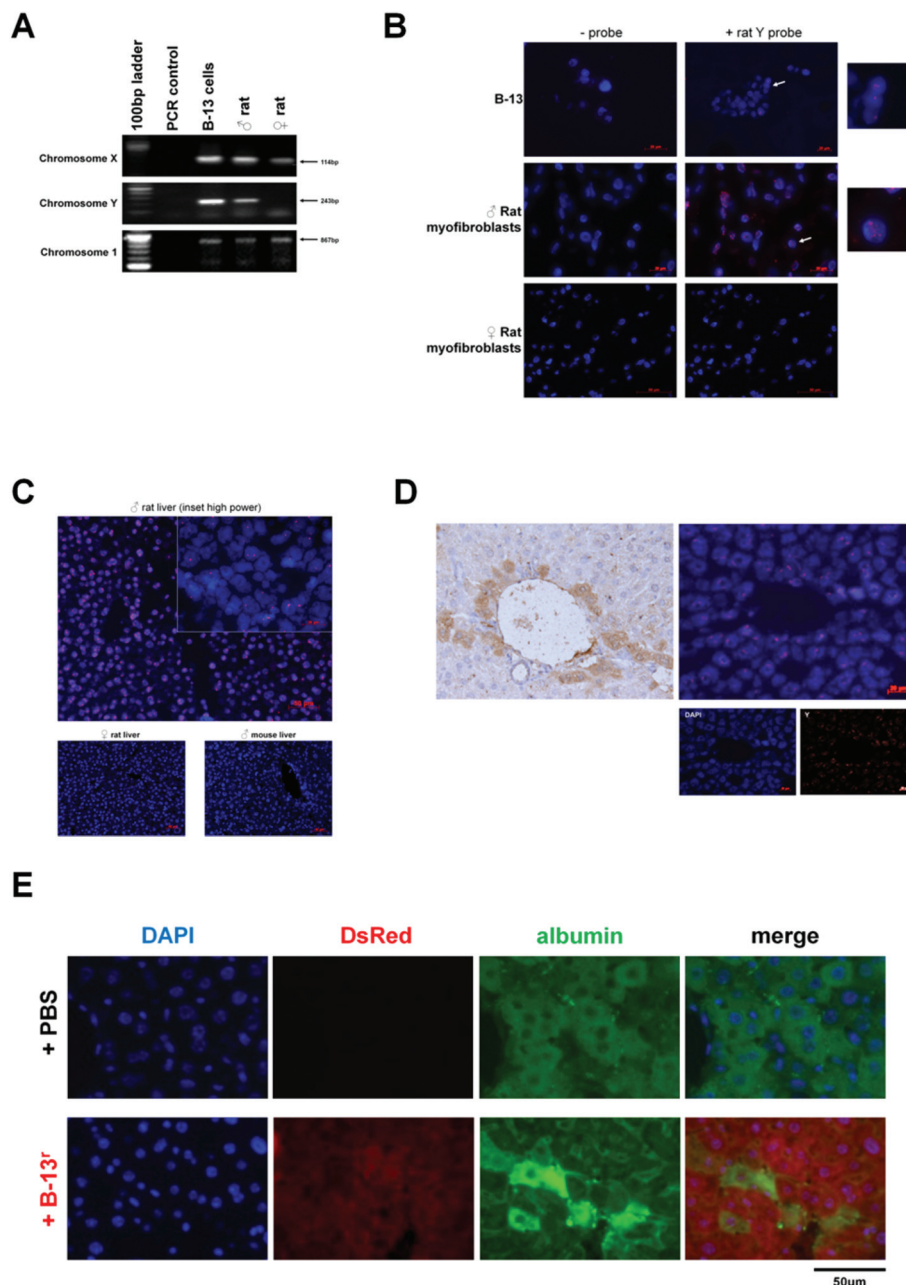 A
100bp ladder
PCR control
B-13 cells
♂ rat
♀ rat
Chromosome X
114bp
Chromosome Y
243bp
Chromosome 1
867bp
B
- probe
+ rat Y probe
B-13
♂ Rat
myofibroblasts
♀ Rat
myofibroblasts
C
♂ rat liver (inset high power)
♀ rat liver
♂ mouse liver
D
DAPI
Y
E
DAPI
DsRed
albumin
merge
+ PBS
+ B-13r
50um